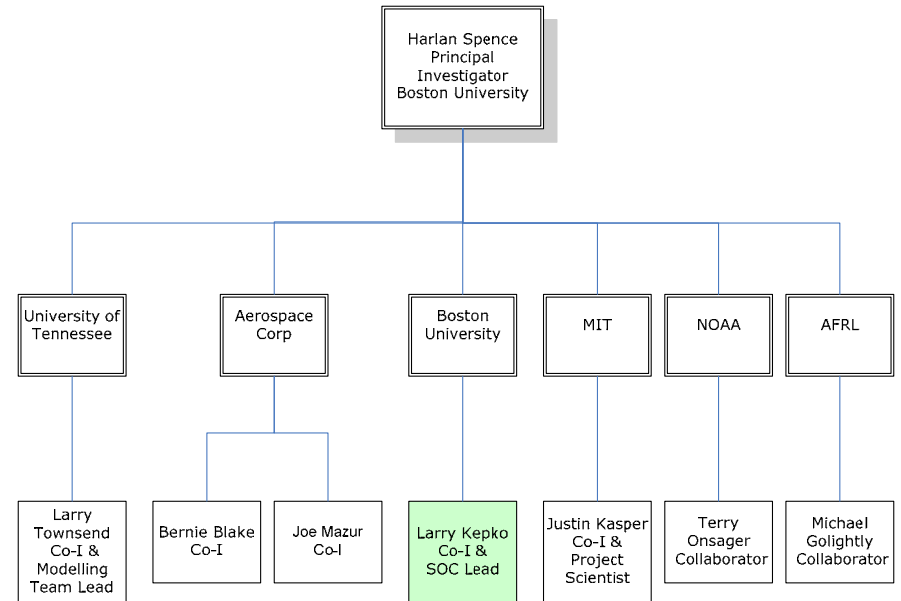 Harlan Spence
Principal
Investigator
Boston University
University of
Tennessee
Aerospace
Corp
Boston
University
MIT
NOAA
AFRL
Larry
Townsend
Co-I &
Modelling
Team Lead
Bernie Blake
Co-I
Joe Mazur
Co-I
Larry Kepko
Co-I &
SOC Lead
Justin Kasper
Co-I &
Project
Scientist
Terry
Onsager
Collaborator
Michael
Golightly
Collaborator